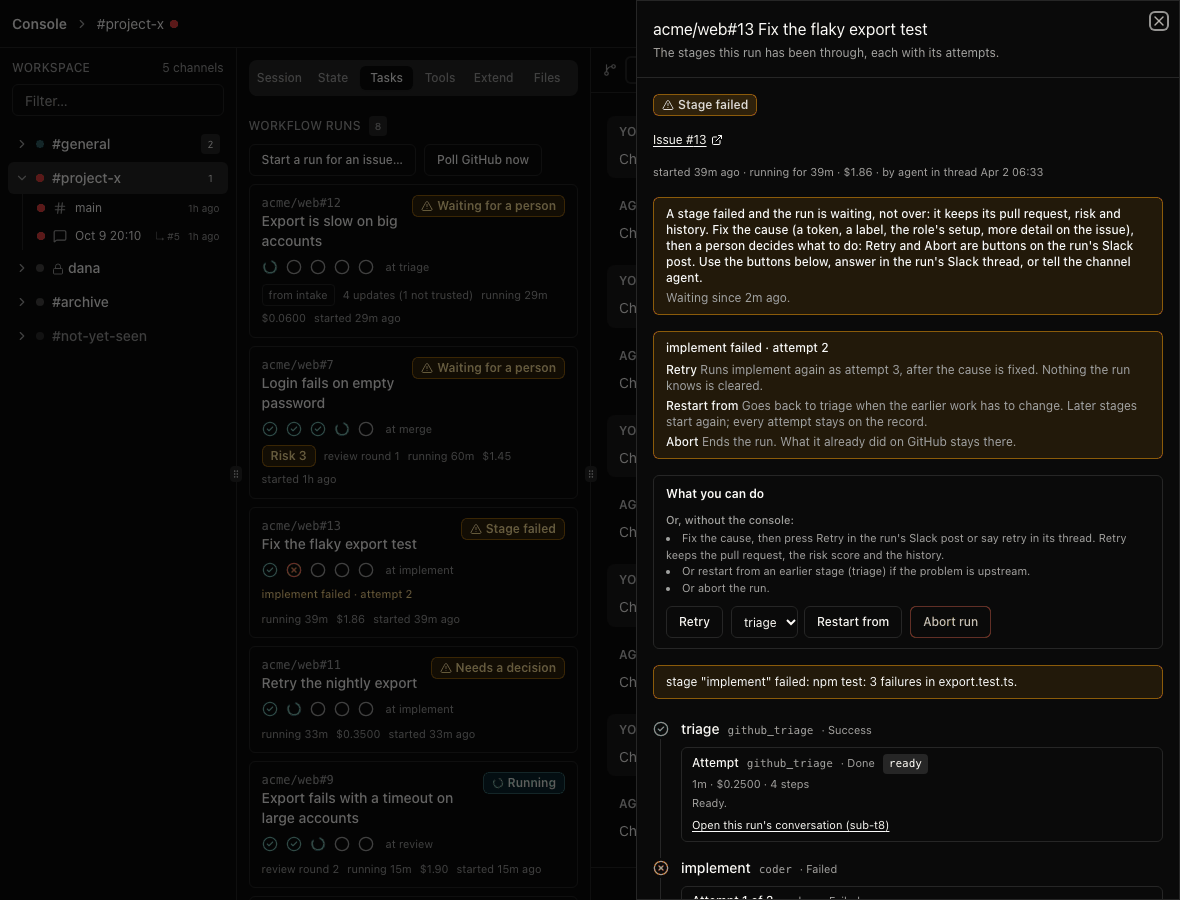 Console
#project-x
WORKSPACE
5 channels
Filter...
#general
2
#project-x
1
main
1h ago
Oct 9 20:10
#5
1h ago
dana
#archive
#not-yet-seen
Session
State
Tasks
Tools
Extend
Files
WORKFLOW RUNS
8
Start a run for an issue...
Poll GitHub now
acme/web#12
Waiting for a person
Export is slow on big
accounts
at triage
from intake
4 updates (1 not trusted)
running 29m
$0.0600
started 29m ago
acme/web#7
Waiting for a person
Login fails on empty
password
at merge
Risk 3
review round 1
running 60m
$1.45
started 1h ago
acme/web#13
Stage failed
Fix the flaky export test
at implement
implement failed · attempt 2
running 39m
$1.86
started 39m ago
acme/web#11
Needs a decision
Retry the nightly export
at implement
running 33m
$0.3500
started 33m ago
acme/web#9
Running
Export fails with a timeout on
large accounts
at review
review round 2
running 15m
$1.90
started 15m ago
YO
Ch
AG
Ch
YO
Ch
AG
Ch
YO
Ch
AG
Ch
YO
Ch
AG
Ch
YO
Ch
AG
Ch
acme/web#13 Fix the flaky export test
The stages this run has been through, each with its attempts.
Stage failed
Issue #13
started 39m ago · running for 39m · $1.86 · by agent in thread Apr 2 06:33
A stage failed and the run is waiting, not over: it keeps its pull request, risk and
history. Fix the cause (a token, a label, the role's setup, more detail on the issue),
then a person decides what to do: Retry and Abort are buttons on the run's Slack
post. Use the buttons below, answer in the run's Slack thread, or tell the channel
agent.
Waiting since 2m ago.
implement failed · attempt 2
Retry Runs implement again as attempt 3, after the cause is fixed. Nothing the run
knows is cleared.
Restart from Goes back to triage when the earlier work has to change. Later stages
start again; every attempt stays on the record.
Abort Ends the run. What it already did on GitHub stays there.
What you can do
Or, without the console:
• Fix the cause, then press Retry in the run's Slack post or say retry in its thread. Retry
keeps the pull request, the risk score and the history.
• Or restart from an earlier stage (triage) if the problem is upstream.
• Or abort the run.
Retry
triage
Restart from
Abort run
stage "implement" failed: npm test: 3 failures in export.test.ts.
triage github_triage · Success
Attempt github_triage · Done ready
1m · $0.2500 · 4 steps
Ready.
Open this run's conversation (sub-t8)
implement coder · Failed